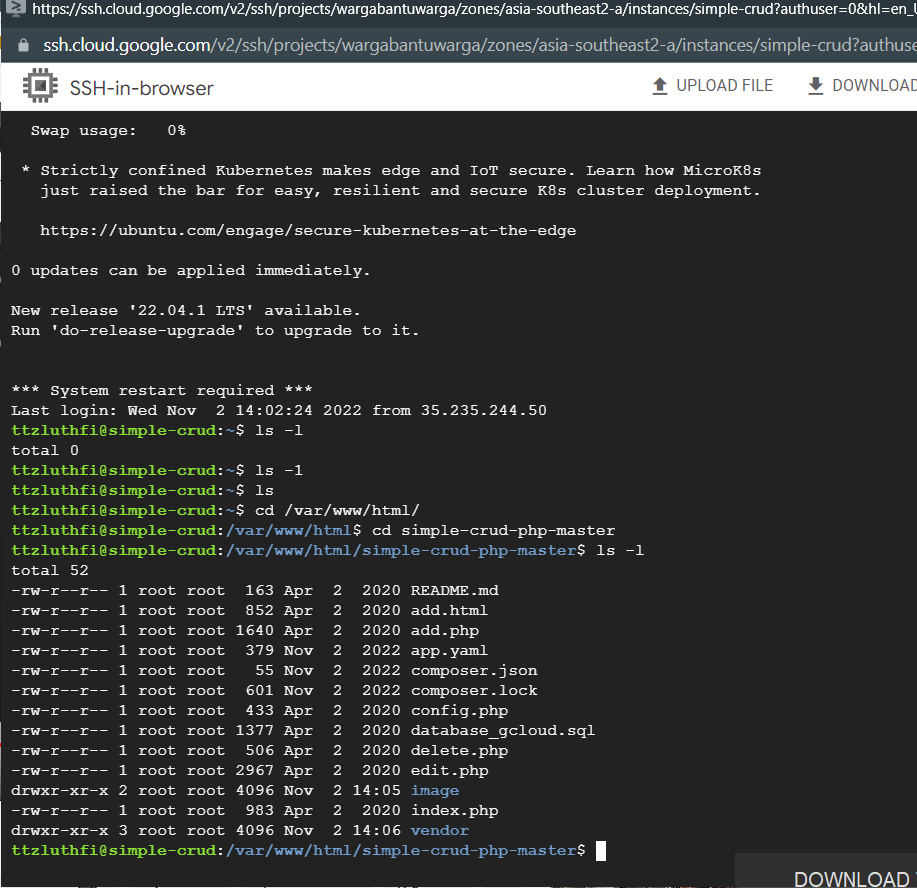 https://ssh.cloud.google.com/v2/ssh/projects/wargabantuwarga/zones/asia-southeast2-a/instances/simple-crud?authuser=0&hl=en_U
ssh.cloud.google.com/v2/ssh/projects/wargabantuwarga/zones/asia-southeast2-a/instances/simple-crud?authuse
SSH-in-browser
UPLOAD FILE
DOWNLOAD
Swap usage:   0%
* Strictly confined Kubernetes makes edge and IoT secure. Learn how MicroK8s
just raised the bar for easy, resilient and secure K8s cluster deployment.
https://ubuntu.com/engage/secure-kubernetes-at-the-edge
0 updates can be applied immediately.
New release '22.04.1 LTS' available.
Run 'do-release-upgrade' to upgrade to it.
*** System restart required ***
Last login: Wed Nov  2 14:02:24 2022 from 35.235.244.50
ttzluthfi@simple-crud:~$ ls -l
total 0
ttzluthfi@simple-crud:~$ ls -1
ttzluthfi@simple-crud:~$ ls
ttzluthfi@simple-crud:~$ cd /var/www/html/
ttzluthfi@simple-crud:/var/www/html$ cd simple-crud-php-master
ttzluthfi@simple-crud:/var/www/html/simple-crud-php-master$ ls -l
total 52
-rw-r--r-- 1 root root  163 Apr  2  2020 README.md
-rw-r--r-- 1 root root  852 Apr  2  2020 add.html
-rw-r--r-- 1 root root 1640 Apr  2  2020 add.php
-rw-r--r-- 1 root root  379 Nov  2  2022 app.yaml
-rw-r--r-- 1 root root   55 Nov  2  2022 composer.json
-rw-r--r-- 1 root root  601 Nov  2  2022 composer.lock
-rw-r--r-- 1 root root  433 Apr  2  2020 config.php
-rw-r--r-- 1 root root 1377 Apr  2  2020 database_gcloud.sql
-rw-r--r-- 1 root root  506 Apr  2  2020 delete.php
-rw-r--r-- 1 root root 2967 Apr  2  2020 edit.php
drwxr-xr-x 2 root root 4096 Nov  2 14:05 image
-rw-r--r-- 1 root root  983 Apr  2  2020 index.php
drwxr-xr-x 3 root root 4096 Nov  2 14:06 vendor
ttzluthfi@simple-crud:/var/www/html/simple-crud-php-master$
DOWNLOAD